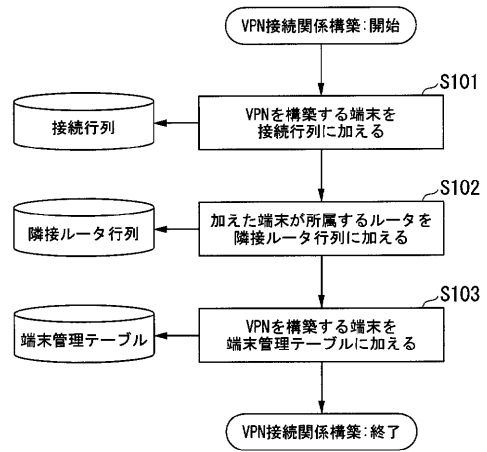 VPN接続関係構築:開始
S101
VPNを構築する端末を
接続行列に加える
接続行列
S102
加えた端末が所属するルータを
隣接ルータ行列に加える
隣接ルータ行列
S103
VPNを構築する端末を
端末管理テーブルに加える
端末管理テーブル
VPN接続関係構築:終了